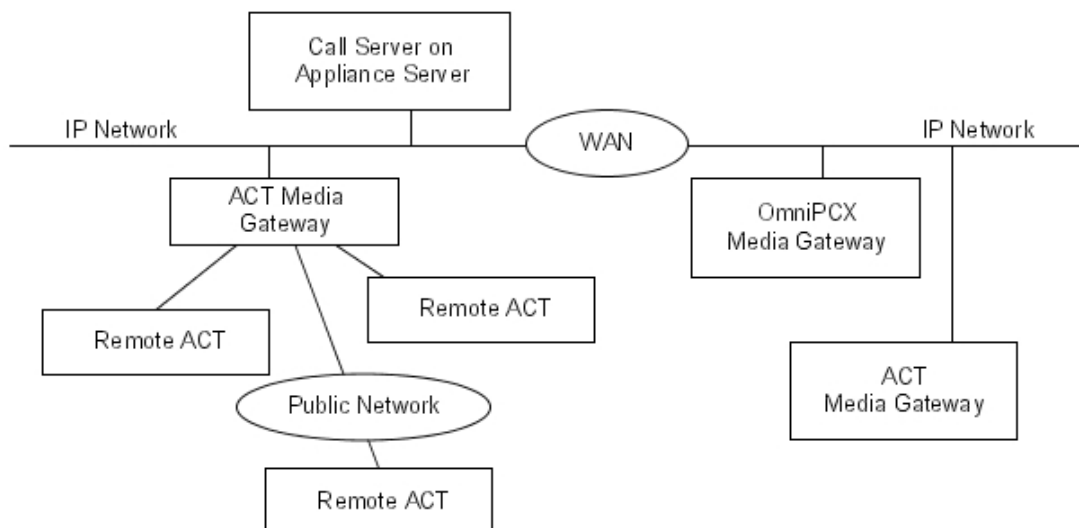 Call Server on
Appliance Server
IP Network
WAN
IP Network
ACT Media
Gateway
OmniPCX
Media Gateway
Remote ACT
Remote ACT
ACT
Media Gateway
Public Network
Remote ACT